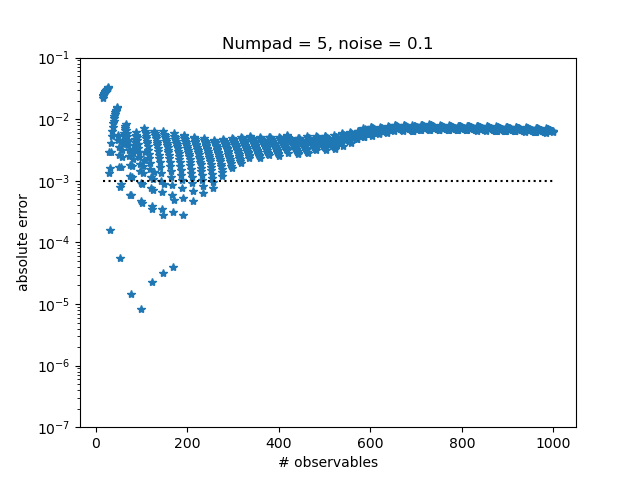 Numpad = 5, noise = 0.1
absolute error
10⁻¹
10⁻²
10⁻³
10⁻⁴
10⁻⁵
10⁻⁶
10⁻⁷
0 200 400 600 800 1000
# observables